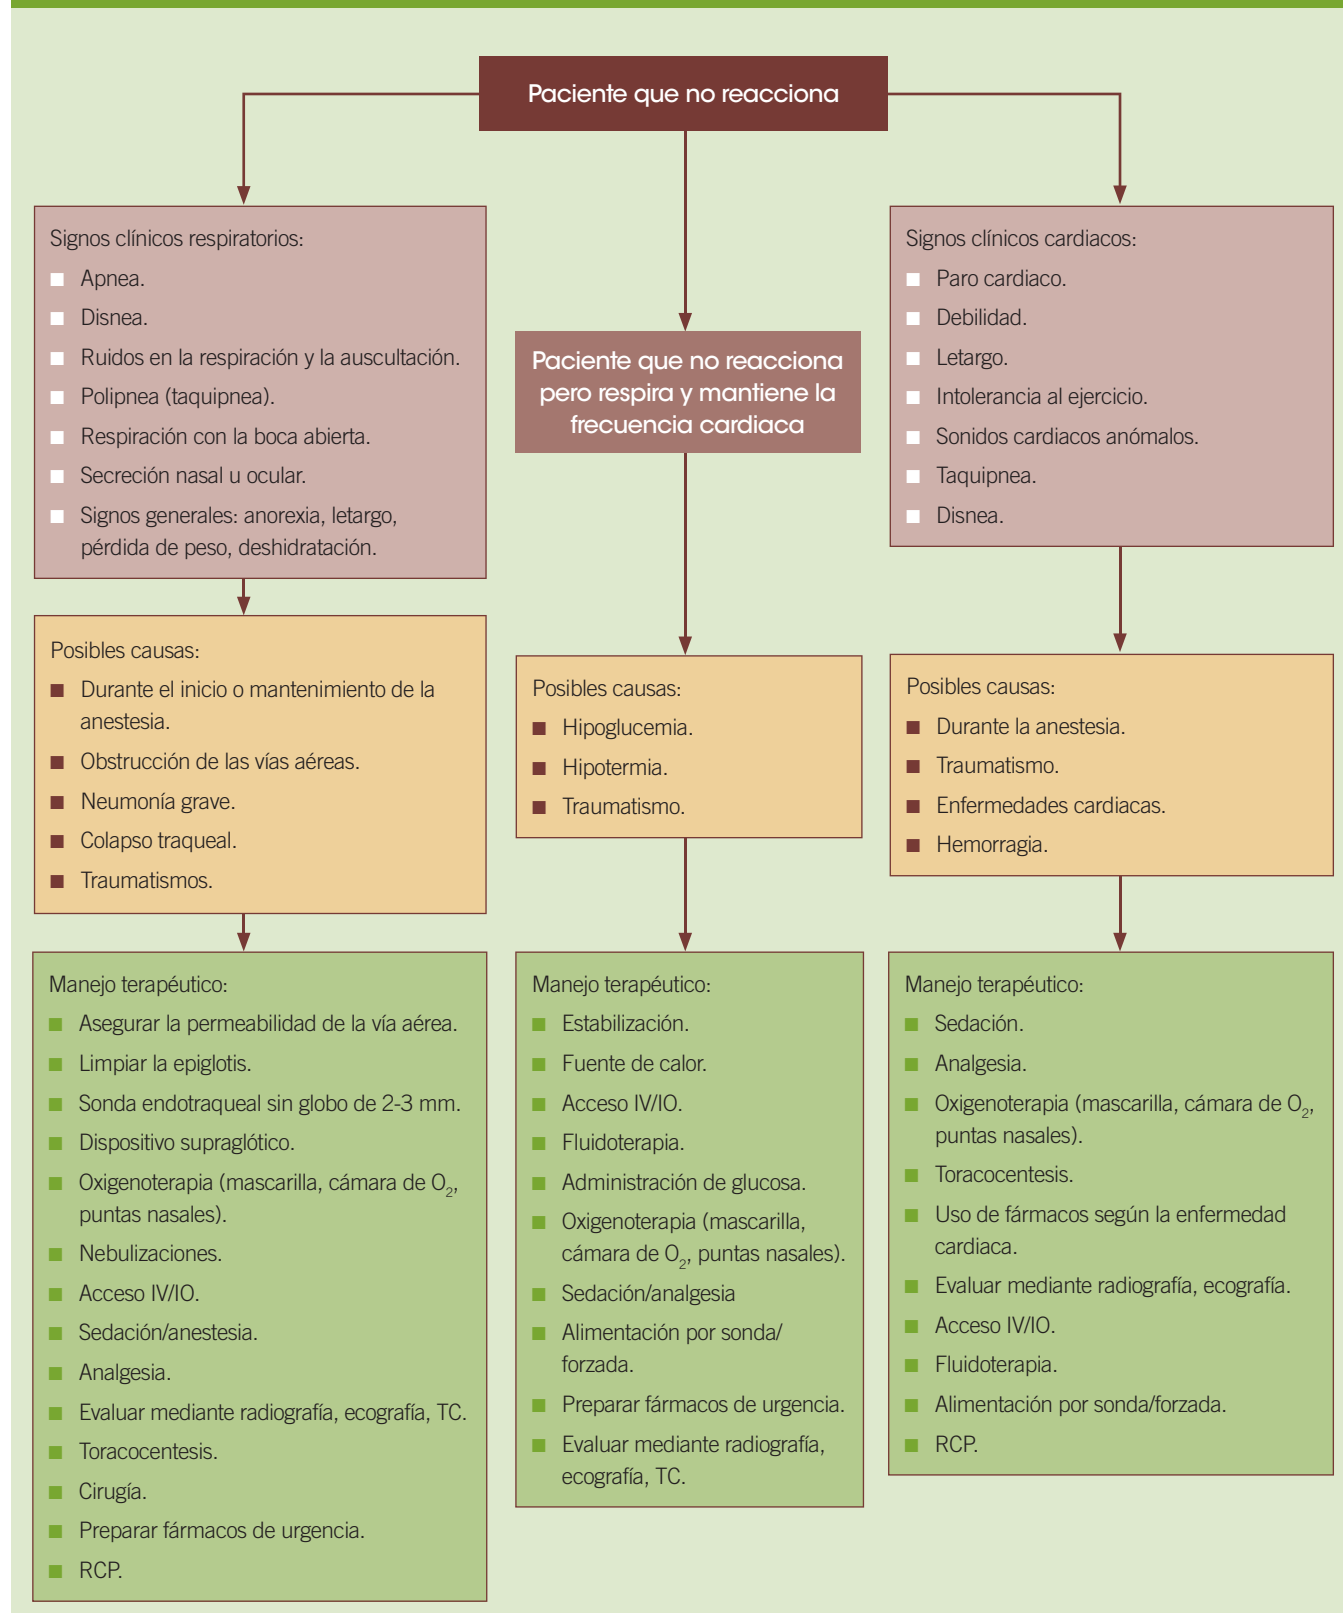 Paciente que no reacciona
Signos clínicos respiratorios:
Apnea.
Disnea.
Ruidos en la respiración y la auscultación.
Polipnea (taquipnea).
Respiración con la boca abierta.
Secreción nasal u ocular.
Signos generales: anorexia, letargo,
pérdida de peso, deshidratación.
Posibles causas:
Durante el inicio o mantenimiento de la
anestesia.
Obstrucción de las vías aéreas.
Neumonía grave.
Colapso traqueal.
Traumatismos.
Manejo terapéutico:
Asegurar la permeabilidad de la vía aérea.
Limpiar la epiglotis.
Sonda endotraqueal sin globo de 2-3 mm.
Dispositivo supraglótico.
Oxigenoterapia (mascarilla, cámara de O₂,
puntas nasales).
Nebulizaciones.
Acceso IV/IO.
Sedación/anestesia.
Analgesia.
Evaluar mediante radiografía, ecografía, TC.
Toracocentesis.
Cirugía.
Preparar fármacos de urgencia.
RCP.
Paciente que no reacciona
pero respira y mantiene la
frecuencia cardiaca
Posibles causas:
Hipoglucemia.
Hipotermia.
Traumatismo.
Manejo terapéutico:
Estabilización.
Fuente de calor.
Acceso IV/IO.
Fluidoterapia.
Administración de glucosa.
Oxigenoterapia (mascarilla,
cámara de O₂, puntas nasales).
Sedación/analgesia
Alimentación por sonda/
forzada.
Preparar fármacos de urgencia.
Evaluar mediante radiografía,
ecografía, TC.
Signos clínicos cardiacos:
Paro cardiaco.
Debilidad.
Letargo.
Intolerancia al ejercicio.
Sonidos cardiacos anómalos.
Taquipnea.
Disnea.
Posibles causas:
Durante la anestesia.
Traumatismo.
Enfermedades cardiacas.
Hemorragia.
Manejo terapéutico:
Sedación.
Analgesia.
Oxigenoterapia (mascarilla, cámara de O₂,
puntas nasales).
Toracocentesis.
Uso de fármacos según la enfermedad
cardiaca.
Evaluar mediante radiografía, ecografía.
Acceso IV/IO.
Fluidoterapia.
Alimentación por sonda/forzada.
RCP.